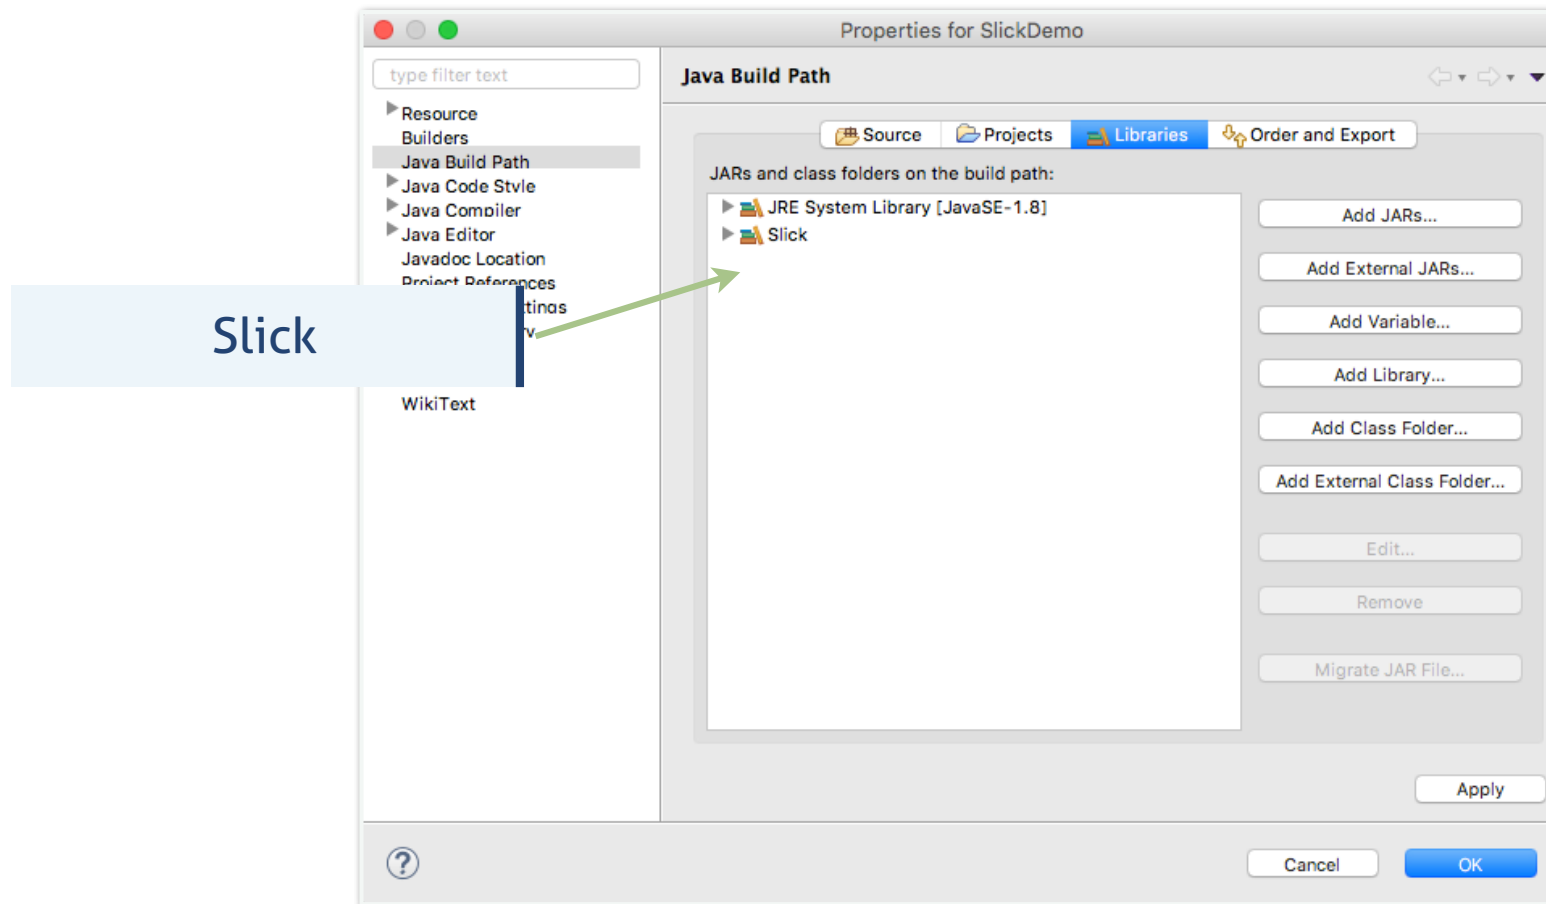 Properties for SlickDemo
type filter text
Resource
Builders
Java Build Path
Java Code Style
Java Compiler
Java Editor
Javadoc Location
Project References
ttings
WikiText
Slick
Java Build Path
Source
Projects
Libraries
Order and Export
JARs and class folders on the build path:
JRE System Library [JavaSE-1.8]
Slick
Add JARs...
Add External JARs...
Add Variable...
Add Library...
Add Class Folder...
Add External Class Folder...
Edit...
Remove
Migrate JAR File...
Apply
?
Cancel
OK